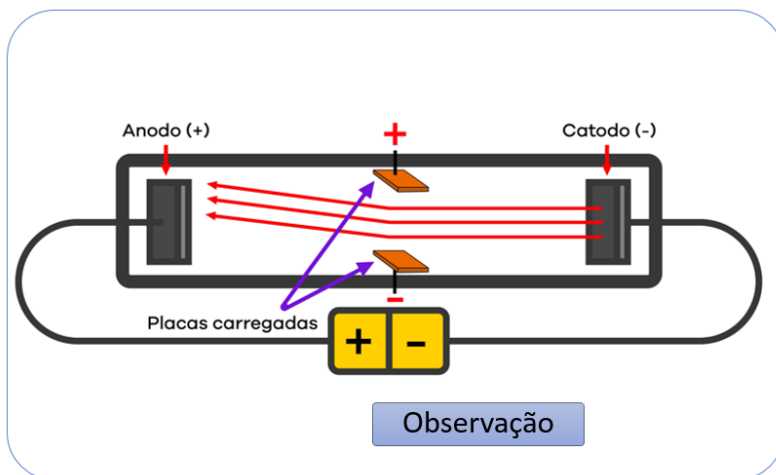 +
Anodo (+)
Catodo (-)
Placas carregadas
-
+ -
Observação